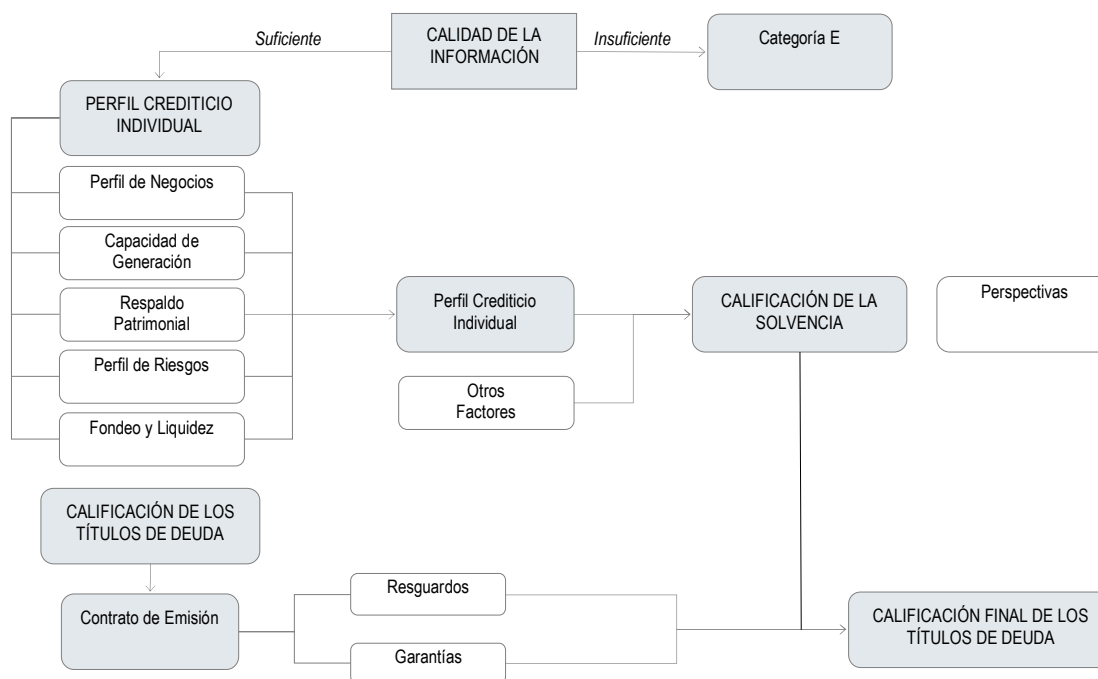 Suficiente
CALIDAD DE LA
INFORMACIÓN
Insuficiente
Categoría E
PERFIL CREDITICIO
INDIVIDUAL
Perfil de Negocios
Capacidad de
Generación
Respaldo
Patrimonial
Perfil de Riesgos
Fondeo y Liquidez
Perfil Crediticio
Individual
Otros
Factores
CALIFICACIÓN DE LA
SOLVENCIA
Perspectivas
CALIFICACIÓN DE LOS
TÍTULOS DE DEUDA
Contrato de Emisión
Resguardos
Garantías
CALIFICACIÓN FINAL DE LOS
TÍTULOS DE DEUDA